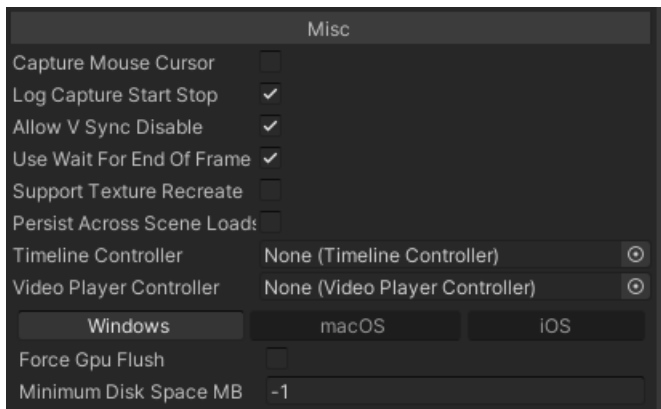 Misc
Capture Mouse Cursor
Log Capture Start Stop
Allow V Sync Disable
Use Wait For End Of Frame
Support Texture Recreate
Persist Across Scene Loads
Timeline Controller None (Timeline Controller)
Video Player Controller None (Video Player Controller)
Windows macOS iOS
Force Gpu Flush
Minimum Disk Space MB -1